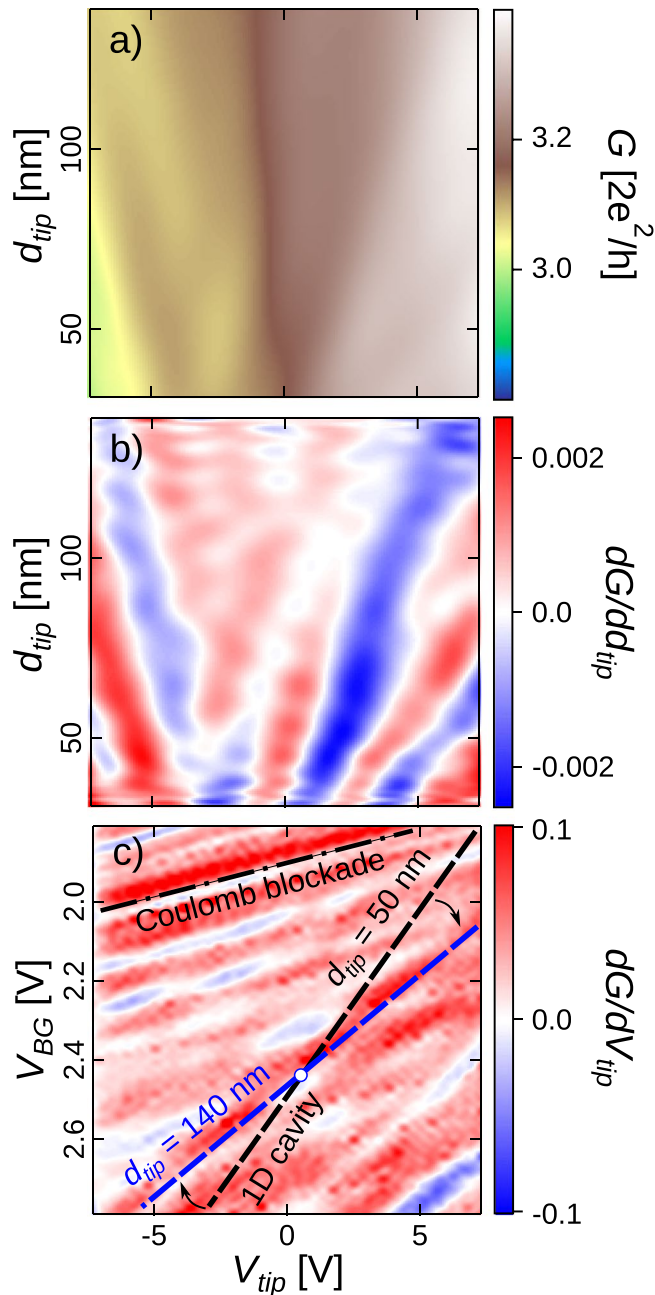 a)
d_tip [nm]
100
50
3.2
3.0
G [2e²/h]
b)
d_tip [nm]
100
50
0.002
0.0
-0.002
dG/dd_tip
c)
Coulomb blockade
d_tip = 50 nm
d_tip = 140 nm
1D cavity
V_BG [V]
2.0
2.2
2.4
2.6
-5
0
5
V_tip [V]
0.1
0.0
-0.1
dG/dV_tip